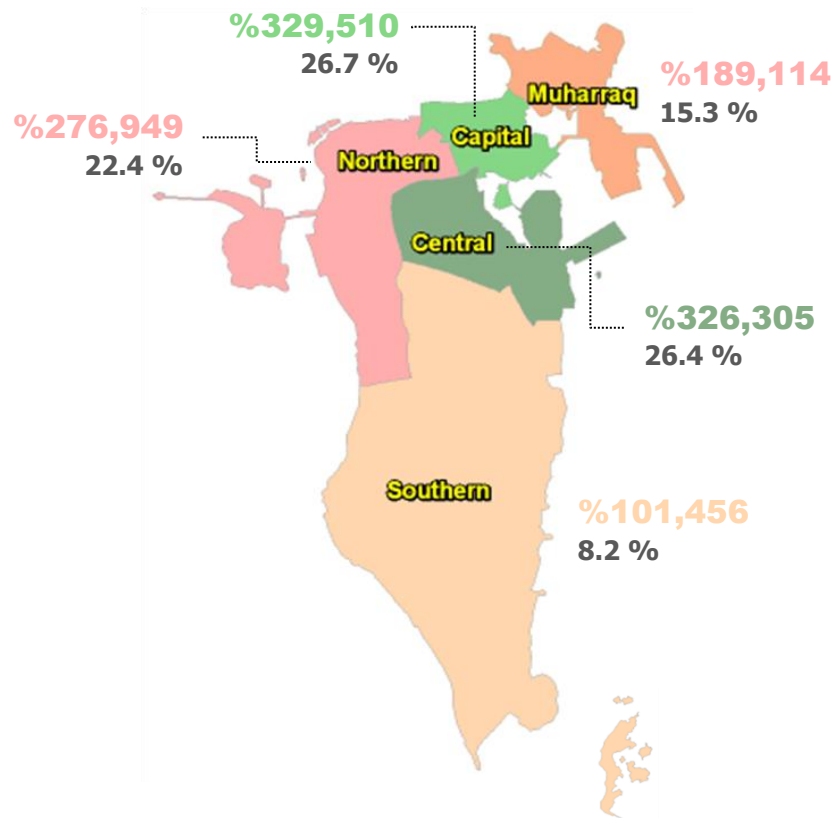 %329,510
26.7 %
Muharraq
%189,114
15.3 %
Capital
%276,949
22.4 %
Northern
Central
%326,305
26.4 %
Southern
%101,456
8.2 %